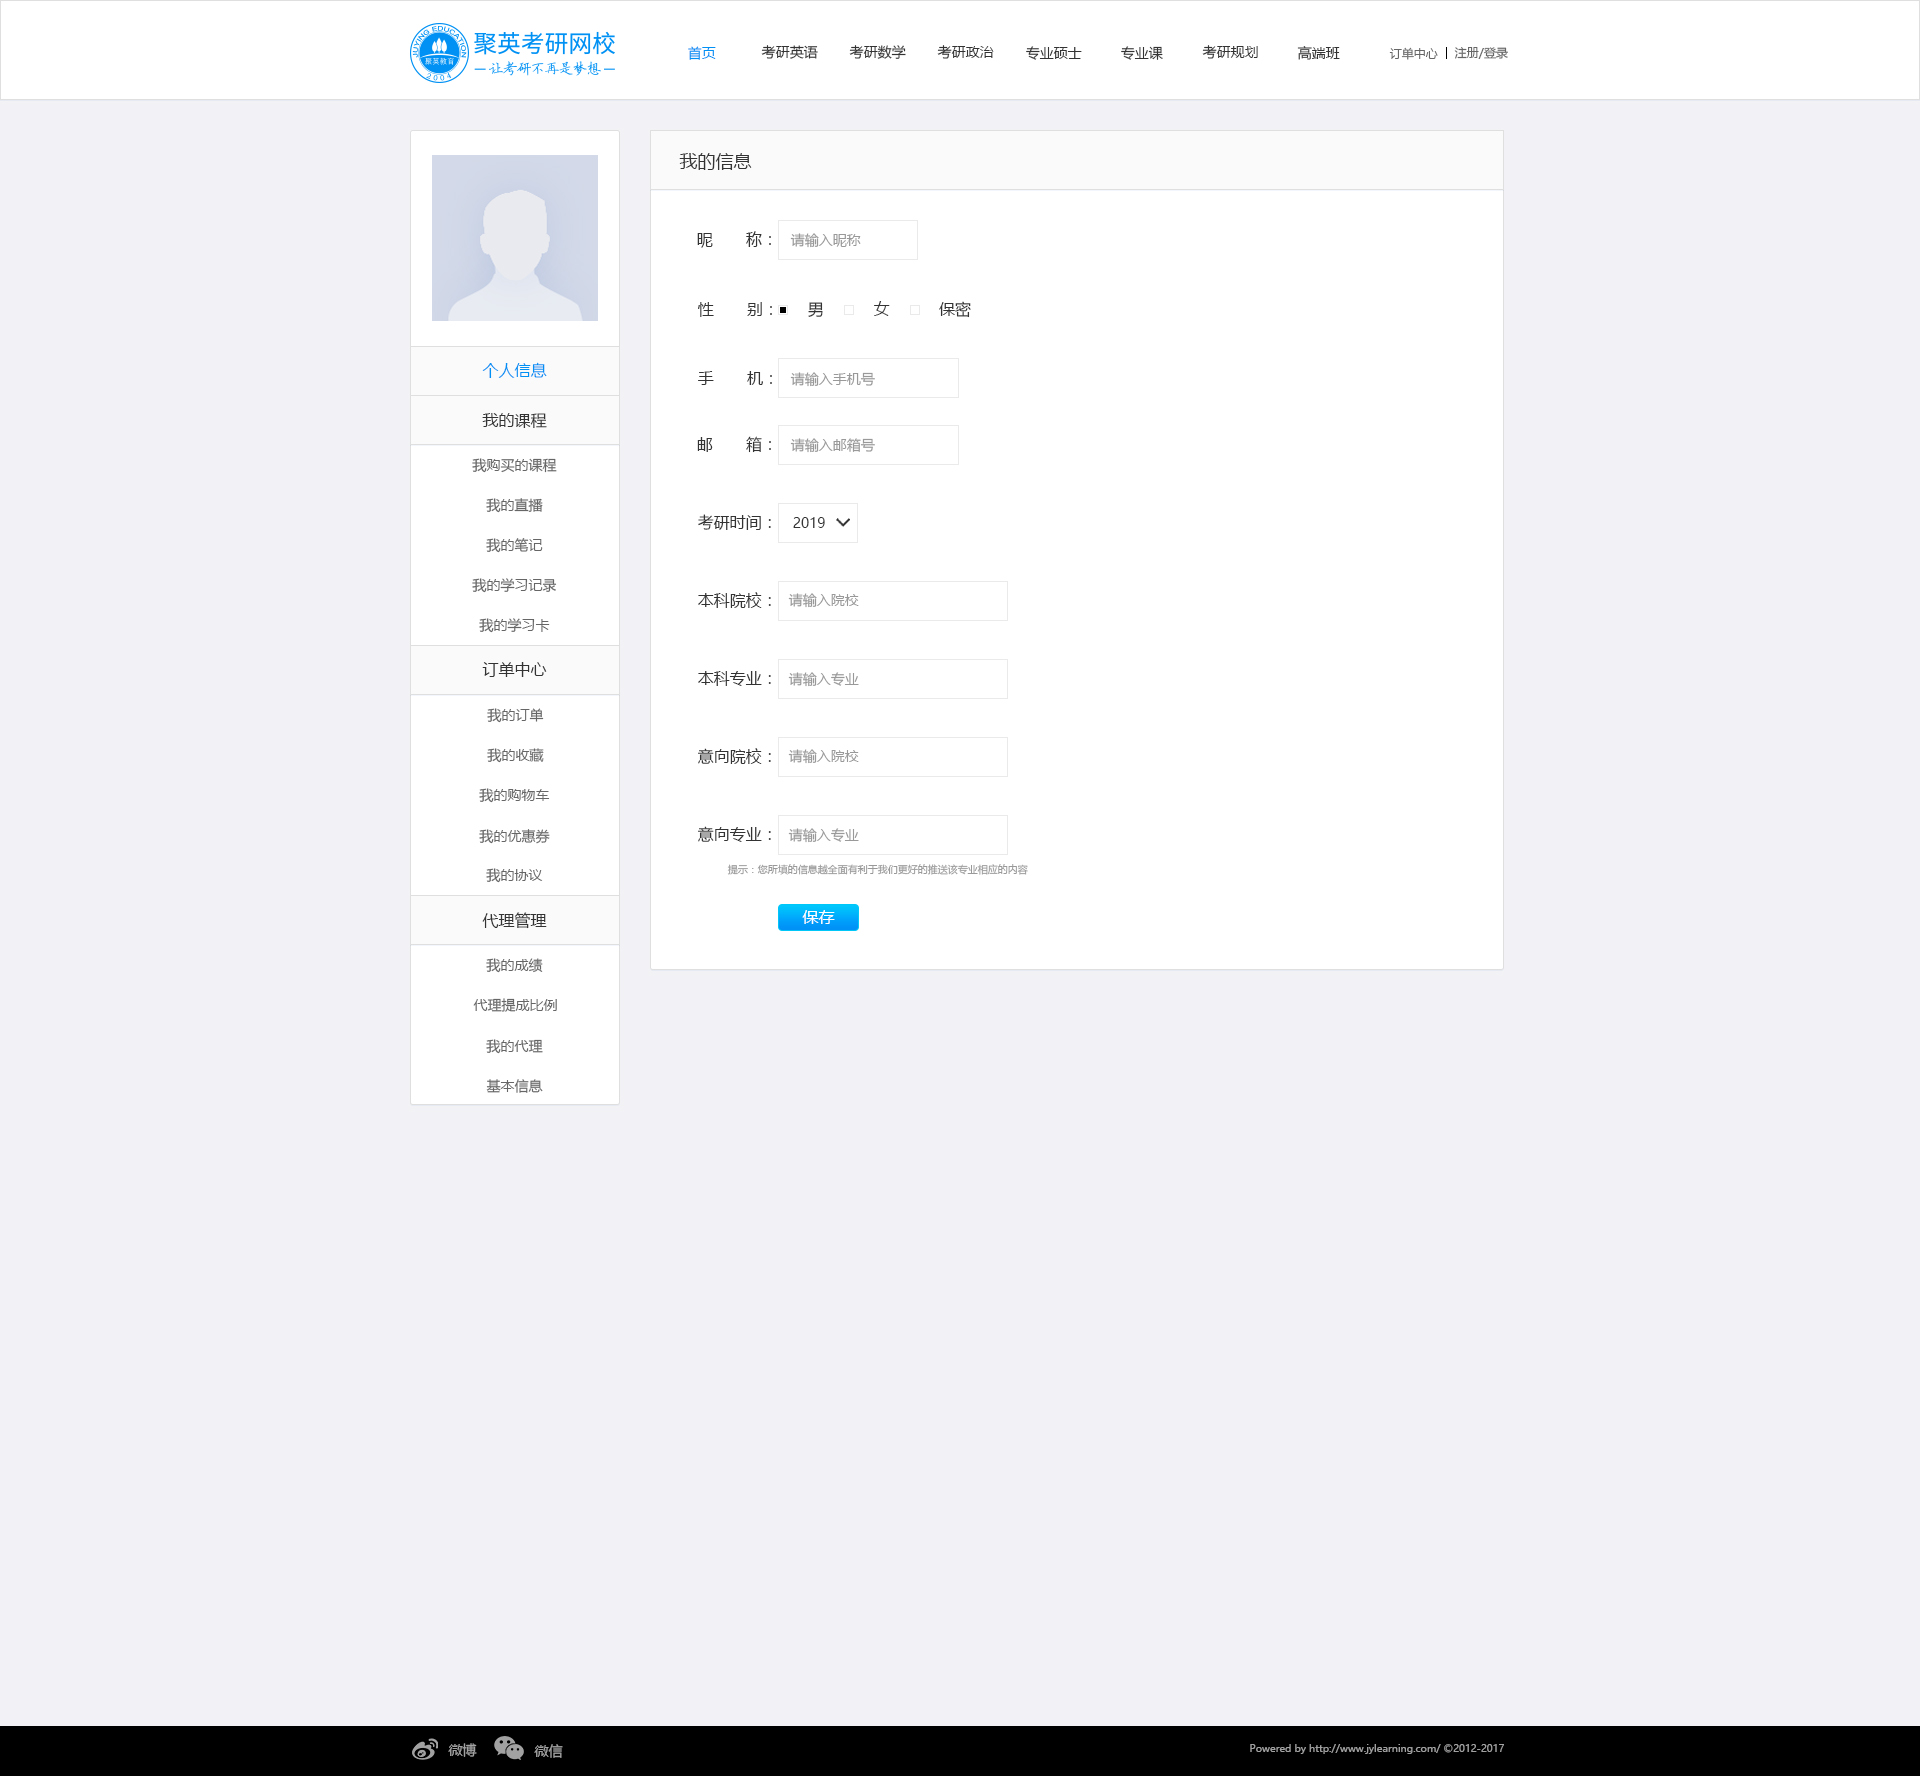 JUYING EDUCATION
聚英教育
2004
聚英考研网校
—让考研不再是梦想—
首页 考研英语 考研数学 考研政治 专业硕士 专业课 考研规划 高端班 订单中心 | 注册/登录
个人信息
我的课程
我购买的课程
我的直播
我的笔记
我的学习记录
我的学习卡
订单中心
我的订单
我的收藏
我的购物车
我的优惠券
我的协议
代理管理
我的成绩
代理提成比例
我的代理
基本信息
我的信息
昵 称： 请输入昵称
性 别： 男 女 保密
手 机： 请输入手机号
邮 箱： 请输入邮箱号
考研时间： 2019
本科院校： 请输入院校
本科专业： 请输入专业
意向院校： 请输入院校
意向专业： 请输入专业
提示：您所填的信息越全面有利于我们更好的推送该专业相应的内容
保存
微博 微信 Powered by http://www.jylearning.com/ ©2012-2017